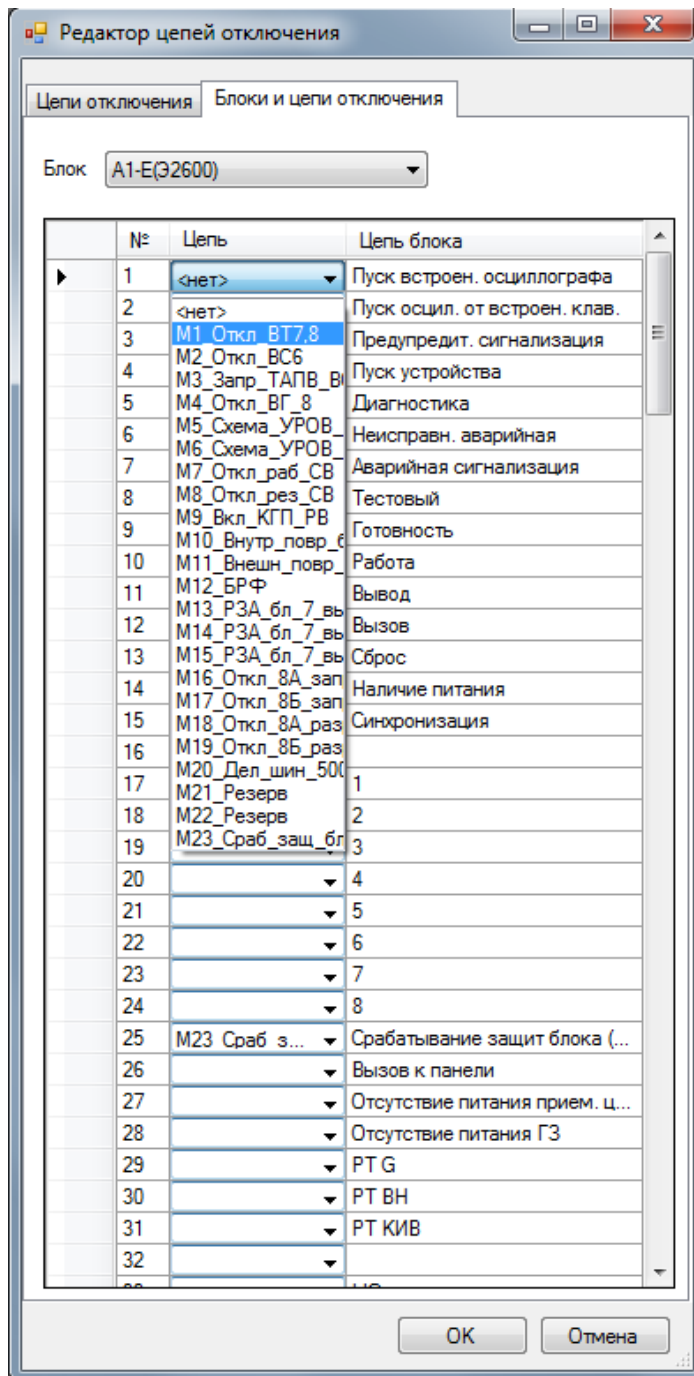 Редактор цепей отключения
Цепи отключения Блоки и цепи отключения
Блок A1-E(Э2600)
№ Цепь Цепь блока
1 <нет> Пуск встроен. осциллографа
2 <нет> Пуск осцил. от встроен. клав.
3 М1_Откл_ВТ7,8 Предупредит. сигнализация
М2_Откл_ВС6
4 М3_Запр_ТАПВ_В Пуск устройства
5 М4_Откл_ВГ_8 Диагностика
М5_Схема_УРОВ_
6 М6_Схема_УРОВ_ Неисправн. аварийная
7 М7_Откл_раб_СВ Аварийная сигнализация
8 М8_Откл_рез_СВ Тестовый
9 М9_Вкл_КГП_РВ Готовность
М10_Внутр_повр_б
10 М11_Внешн_повр_ Работа
11 М12_БРФ Вывод
М13_РЗА_бл_7_вы
12 М14_РЗА_бл_7_вы Вызов
13 М15_РЗА_бл_7_вы Сброс
14 М16_Откл_8А_зап Наличие питания
М17_Откл_8Б_зап
15 М18_Откл_8А_раз Синхронизация
16 М19_Откл_8Б_раз
М20_Дел_шин_500
17 М21_Резерв 1
18 М22_Резерв 2
19 М23_Сраб_защ_бл 3
20 4
21 5
22 6
23 7
24 8
25 М23_Сраб_з... Срабатывание защит блока (...
26 Вызов к панели
27 Отсутствие питания прием. ц...
28 Отсутствие питания ГЗ
29 РТ G
30 РТ ВН
31 РТ КИВ
32
OK Отмена